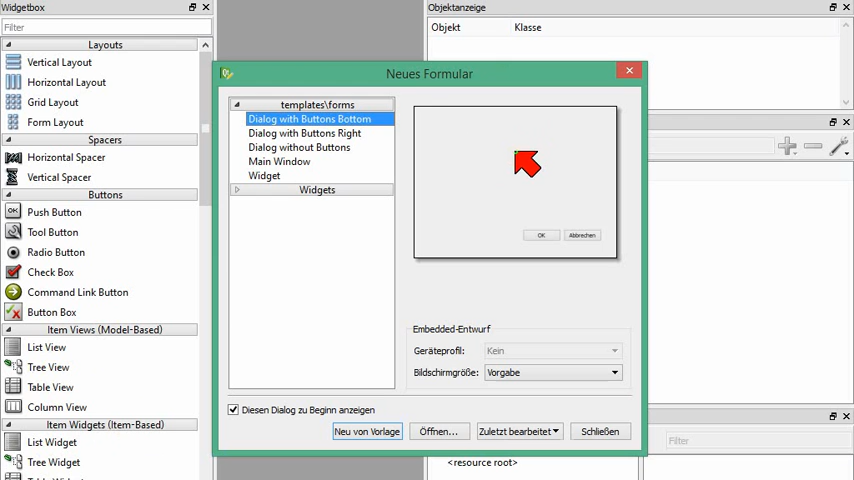 Widgetbox
Filter
Layouts
Vertical Layout
Horizontal Layout
Grid Layout
Form Layout
Spacers
Horizontal Spacer
Vertical Spacer
Buttons
Push Button
Tool Button
Radio Button
Check Box
Command Link Button
Button Box
Item Views (Model-Based)
List View
Tree View
Table View
Column View
Item Widgets (Item-Based)
List Widget
Tree Widget
Objektanzeige
Objekt Klasse
Neues Formular
templates\forms
Dialog with Buttons Bottom
Dialog with Buttons Right
Dialog without Buttons
Main Window
Widget
Widgets
OK Abbrechen
Embedded-Entwurf
Geräteprofil: Kein
Bildschirmgröße: Vorgabe
Diesen Dialog zu Beginn anzeigen
Neu von Vorlage Öffnen... Zuletzt bearbeitet Schließen
Filter
<resource root>